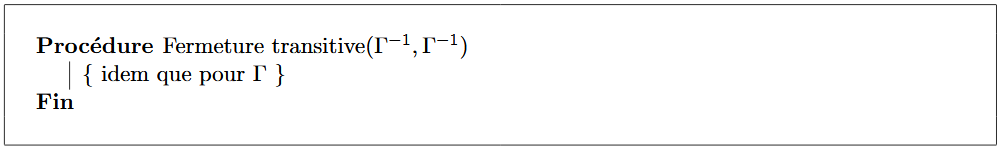 Procédure Fermeture transitive(Γ⁻¹, Γ⁻¹)
{ idem que pour Γ }
Fin